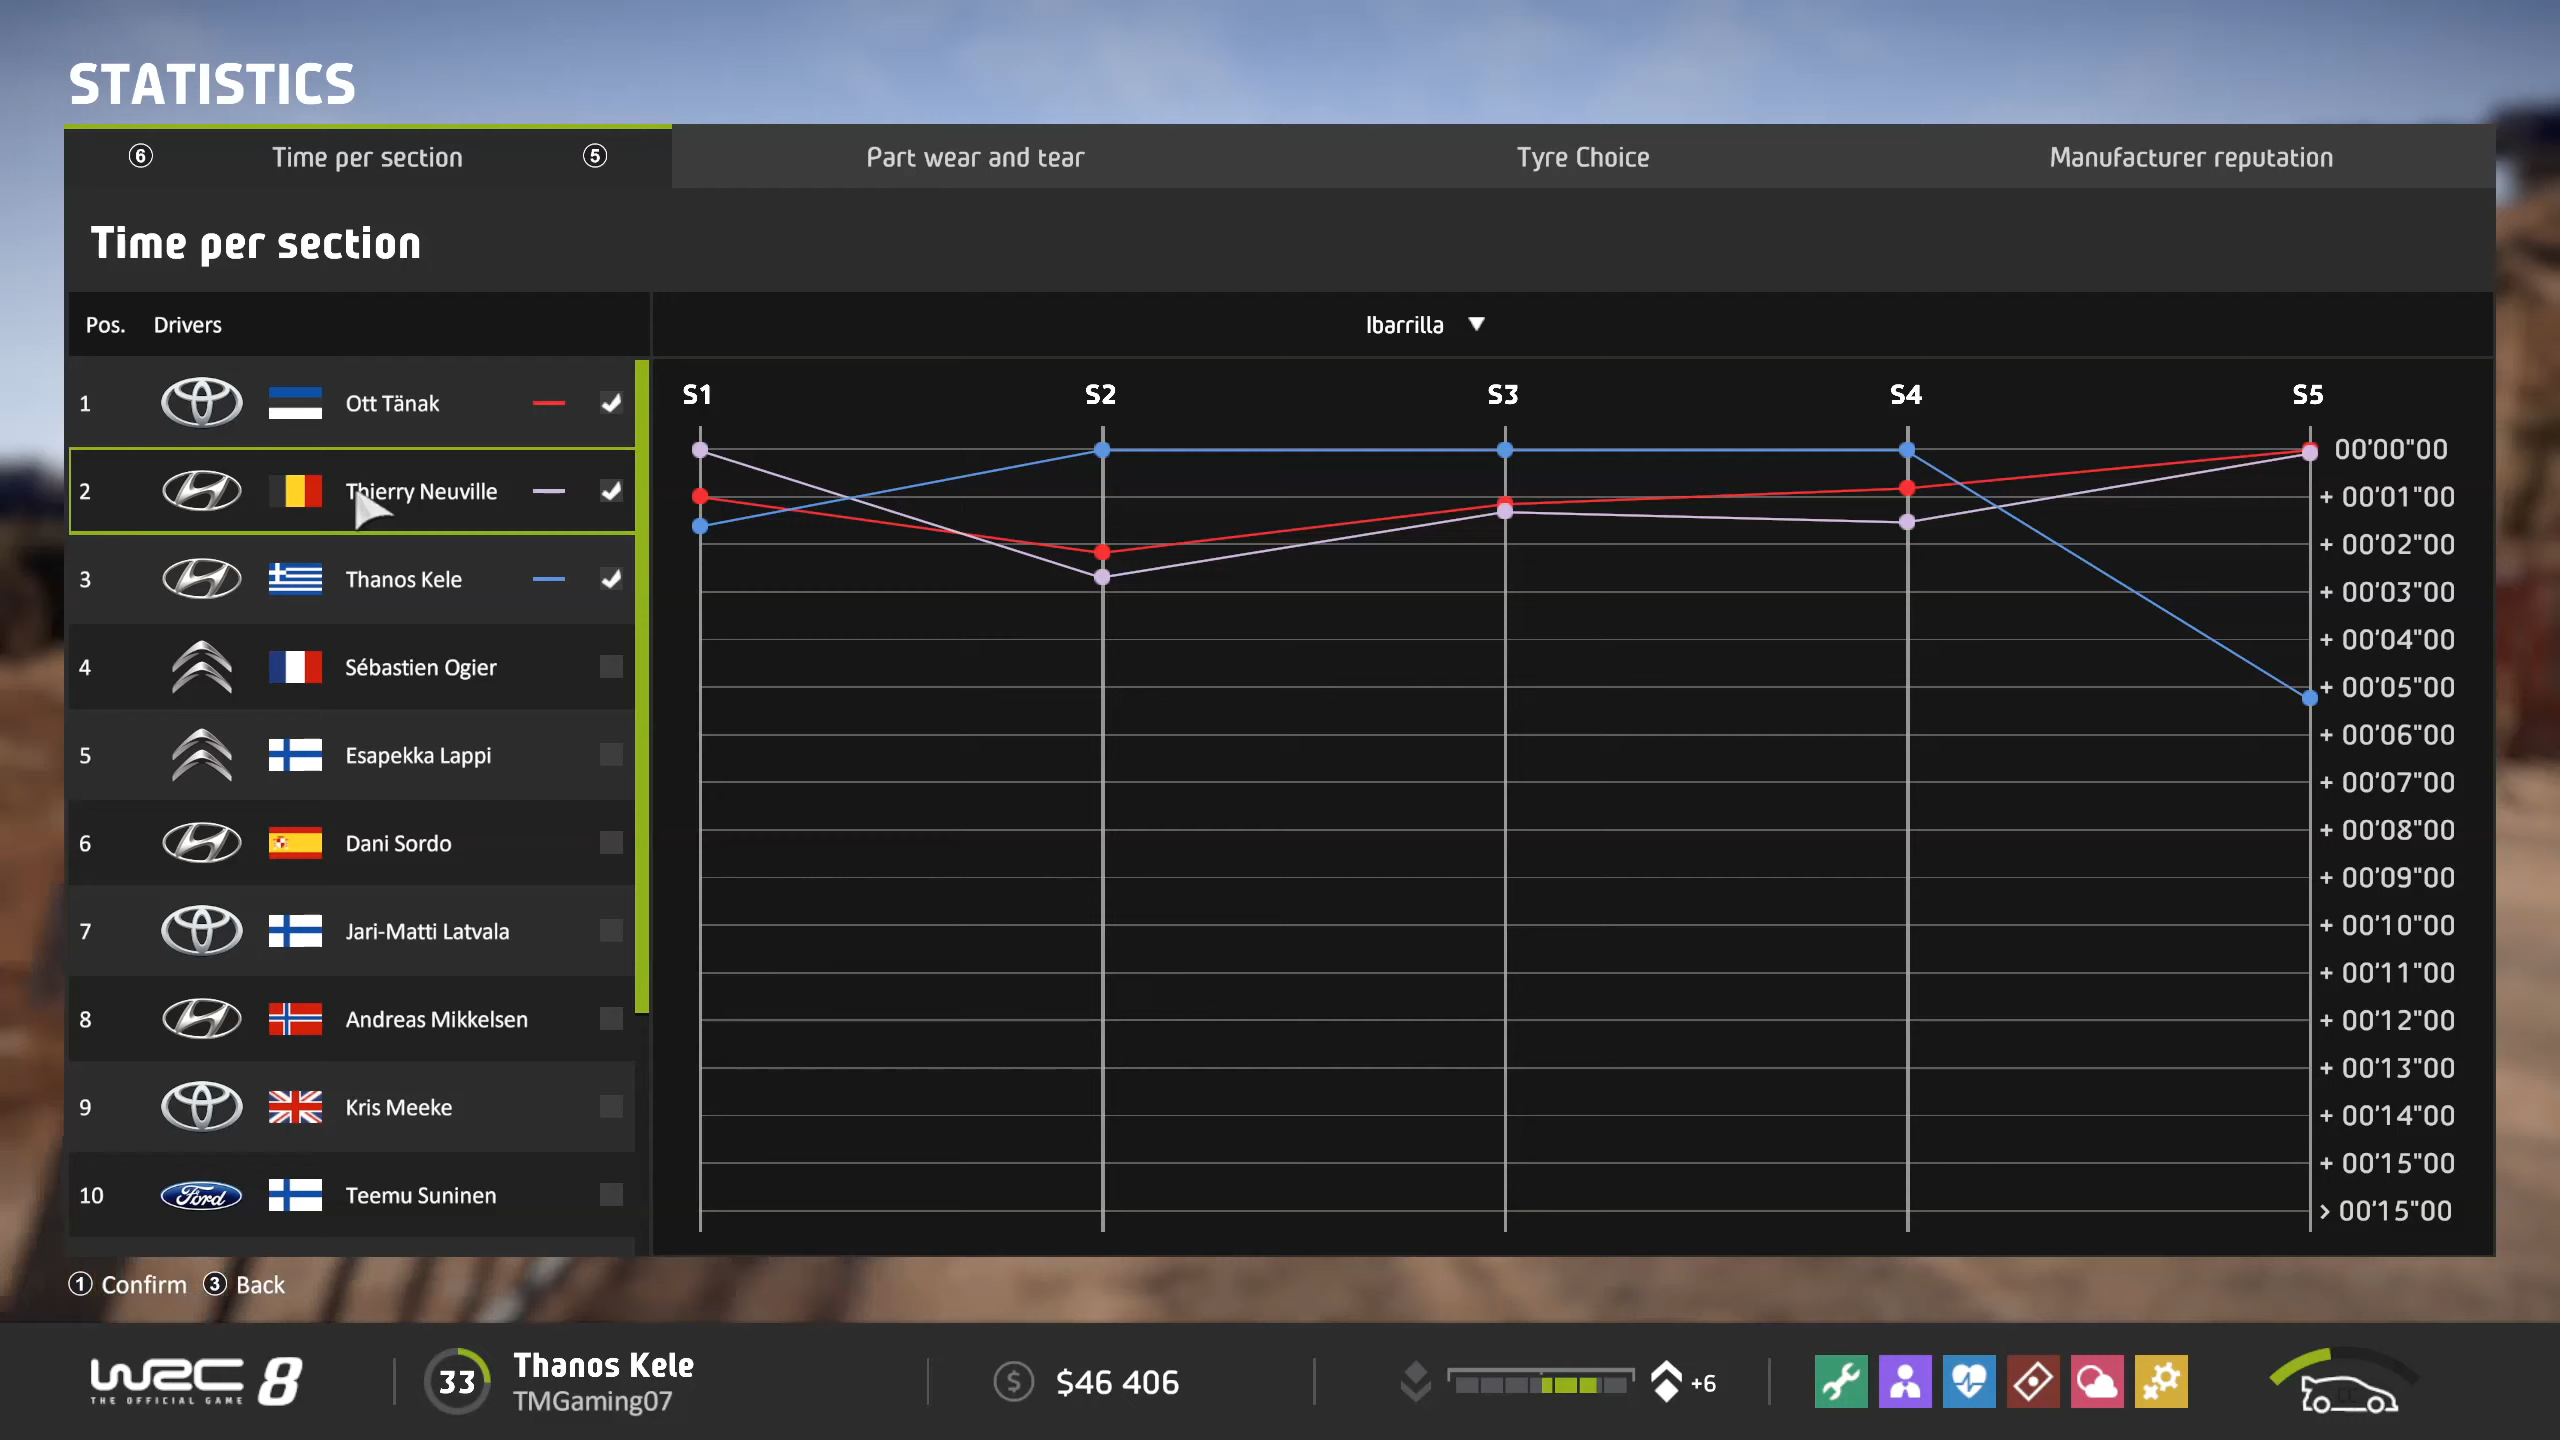 STATISTICS
6 Time per section 5 Part wear and tear Tyre Choice Manufacturer reputation
Time per section
Pos. Drivers
Ibarrilla
1 Ott Tänak
2 Thierry Neuville
3 Thanos Kele
4 Sébastien Ogier
5 Esapekka Lappi
6 Dani Sordo
7 Jari-Matti Latvala
8 Andreas Mikkelsen
9 Kris Meeke
10 Ford Teemu Suninen
S1 S2 S3 S4 S5
00'00"00
+ 00'01"00
+ 00'02"00
+ 00'03"00
+ 00'04"00
+ 00'05"00
+ 00'06"00
+ 00'07"00
+ 00'08"00
+ 00'09"00
+ 00'10"00
+ 00'11"00
+ 00'12"00
+ 00'13"00
+ 00'14"00
+ 00'15"00
> 00'15"00
1 Confirm 3 Back
WRC 8
THE OFFICIAL GAME
33
Thanos Kele
TMGaming07
$ $46 406
+6